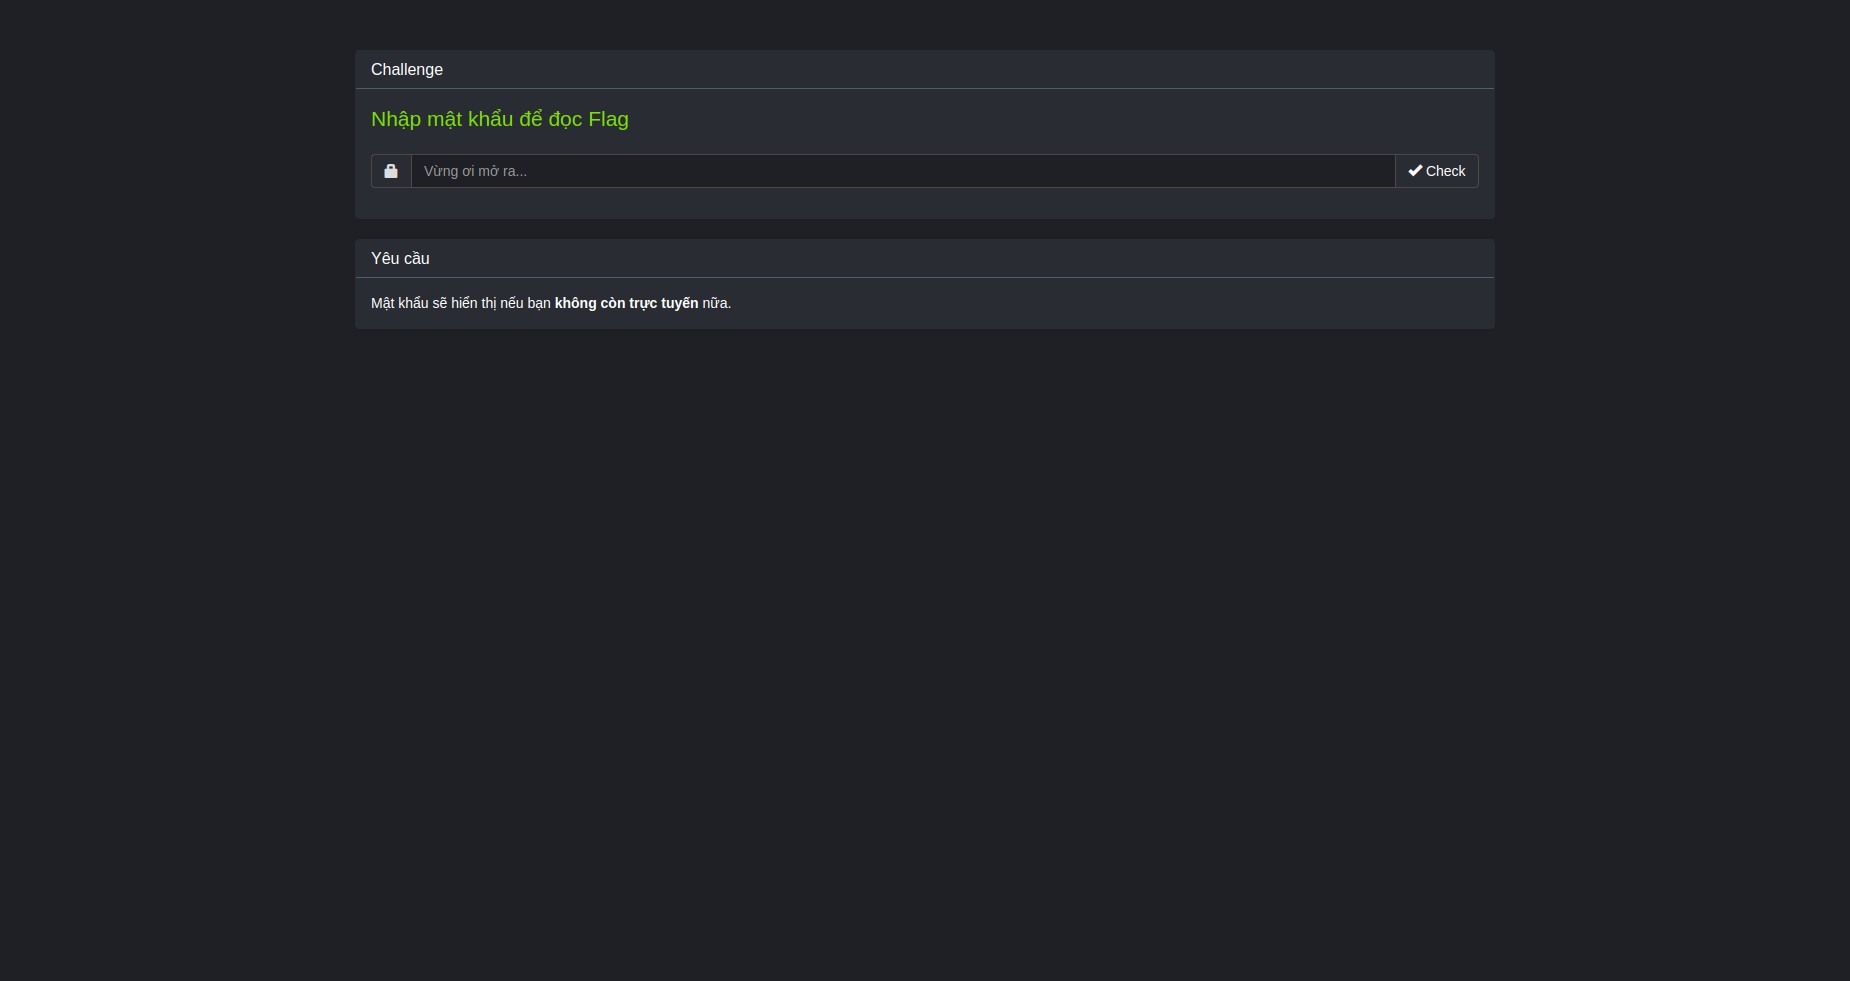 Challenge
Nhập mật khẩu để đọc Flag
Vừng ơi mở ra...
Check
Yêu cầu
Mật khẩu sẽ hiển thị nếu bạn không còn trực tuyến nữa.